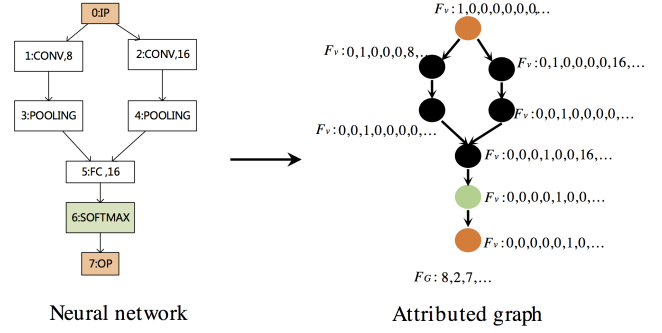 0:IP
1:CONV,8
2:CONV,16
3:POOLING
4:POOLING
5:FC ,16
6:SOFTMAX
7:OP
Neural network
Fv:1,0,0,0,0,0,0,...
Fv:0,1,0,0,0,8,...
Fv:0,1,0,0,0,0,16,...
Fv:0,0,1,0,0,0,0,...
Fv:0,0,1,0,0,0,0,...
Fv:0,0,0,1,0,0,16,...
Fv:0,0,0,0,1,0,0,...
Fv:0,0,0,0,0,1,0,...
FG:8,2,7,...
Attributed graph